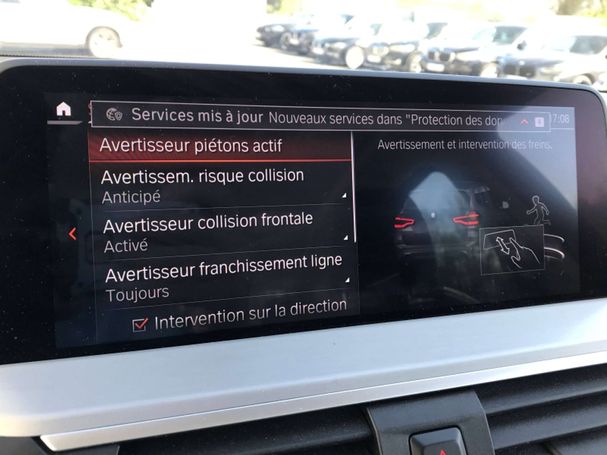 Services mis à jour Nouveaux services dans "Protection des
17:08
Avertisseur piétons actif
Avertissement et intervention des freins.
Avertissem. risque collision
Anticipé
Avertisseur collision frontale
Activé
Avertisseur franchissement ligne
Toujours
Intervention sur la direction